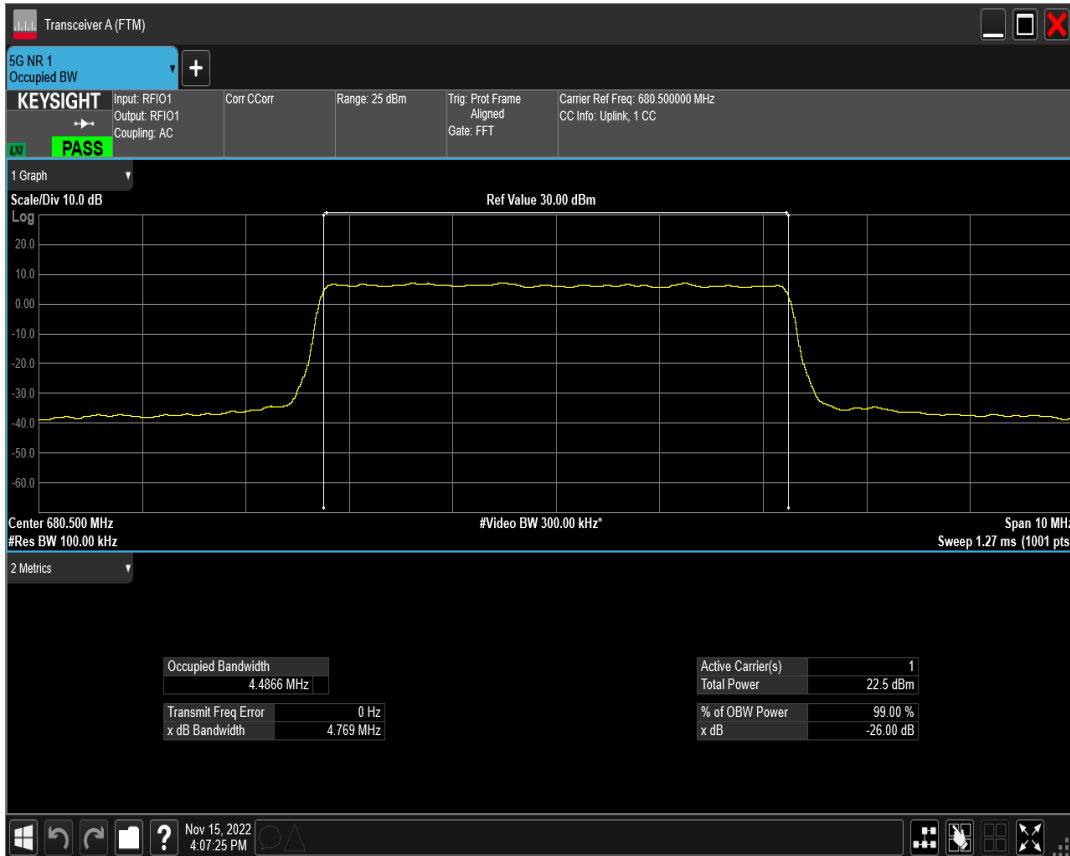 Transceiver A (FTM)
5G NR 1
Occupied BW
+
KEYSIGHT
LXI
PASS
Input: RFIO1
Output: RFIO1
Coupling: AC
Corr CCorr
Range: 25 dBm
Trig: Prot Frame
Aligned
Gate: FFT
Carrier Ref Freq: 680.500000 MHz
CC Info: Uplink, 1 CC
1 Graph
Scale/Div 10.0 dB
Ref Value 30.00 dBm
Log
20.0
10.0
0.00
-10.0
-20.0
-30.0
-40.0
-50.0
-60.0
Center 680.500 MHz
#Video BW 300.00 kHz*
Span 10 MHz
#Res BW 100.00 kHz
Sweep 1.27 ms (1001 pts
2 Metrics
Occupied Bandwidth
4.4866 MHz
Transmit Freq Error 0 Hz
x dB Bandwidth 4.769 MHz
Active Carrier(s) 1
Total Power 22.5 dBm
% of OBW Power 99.00 %
x dB -26.00 dB
?
Nov 15, 2022
4:07:25 PM